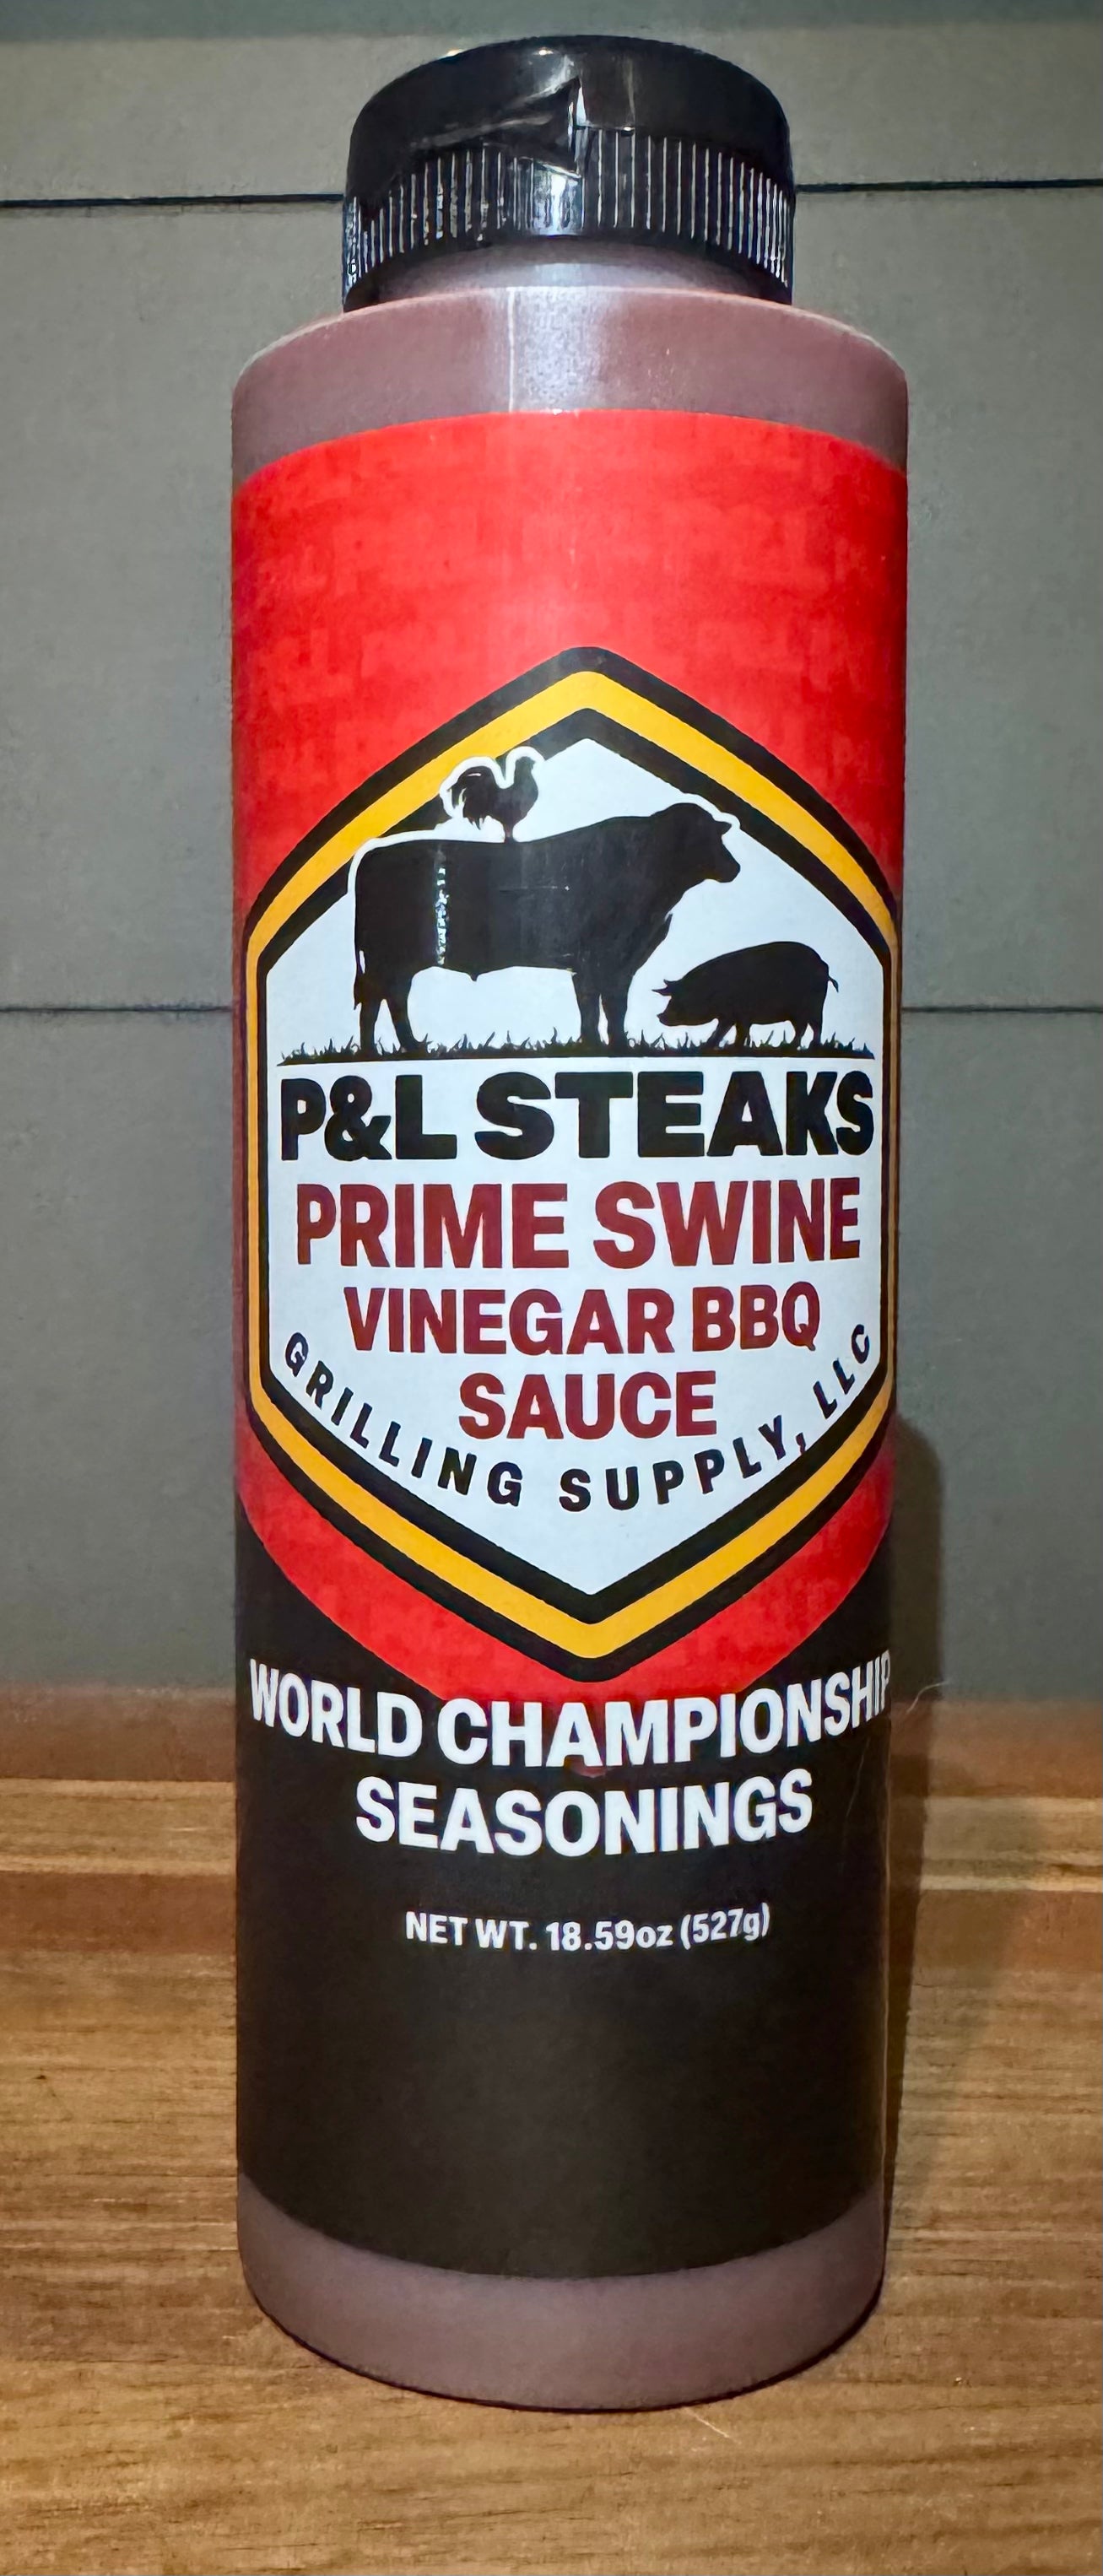 P&L STEAKS
PRIME SWINE
VINEGAR BBQ
SAUCE
GRILLING SUPPLY, LLC
WORLD CHAMPIONSHIP
SEASONINGS
NET WT. 18.59oz (527g)